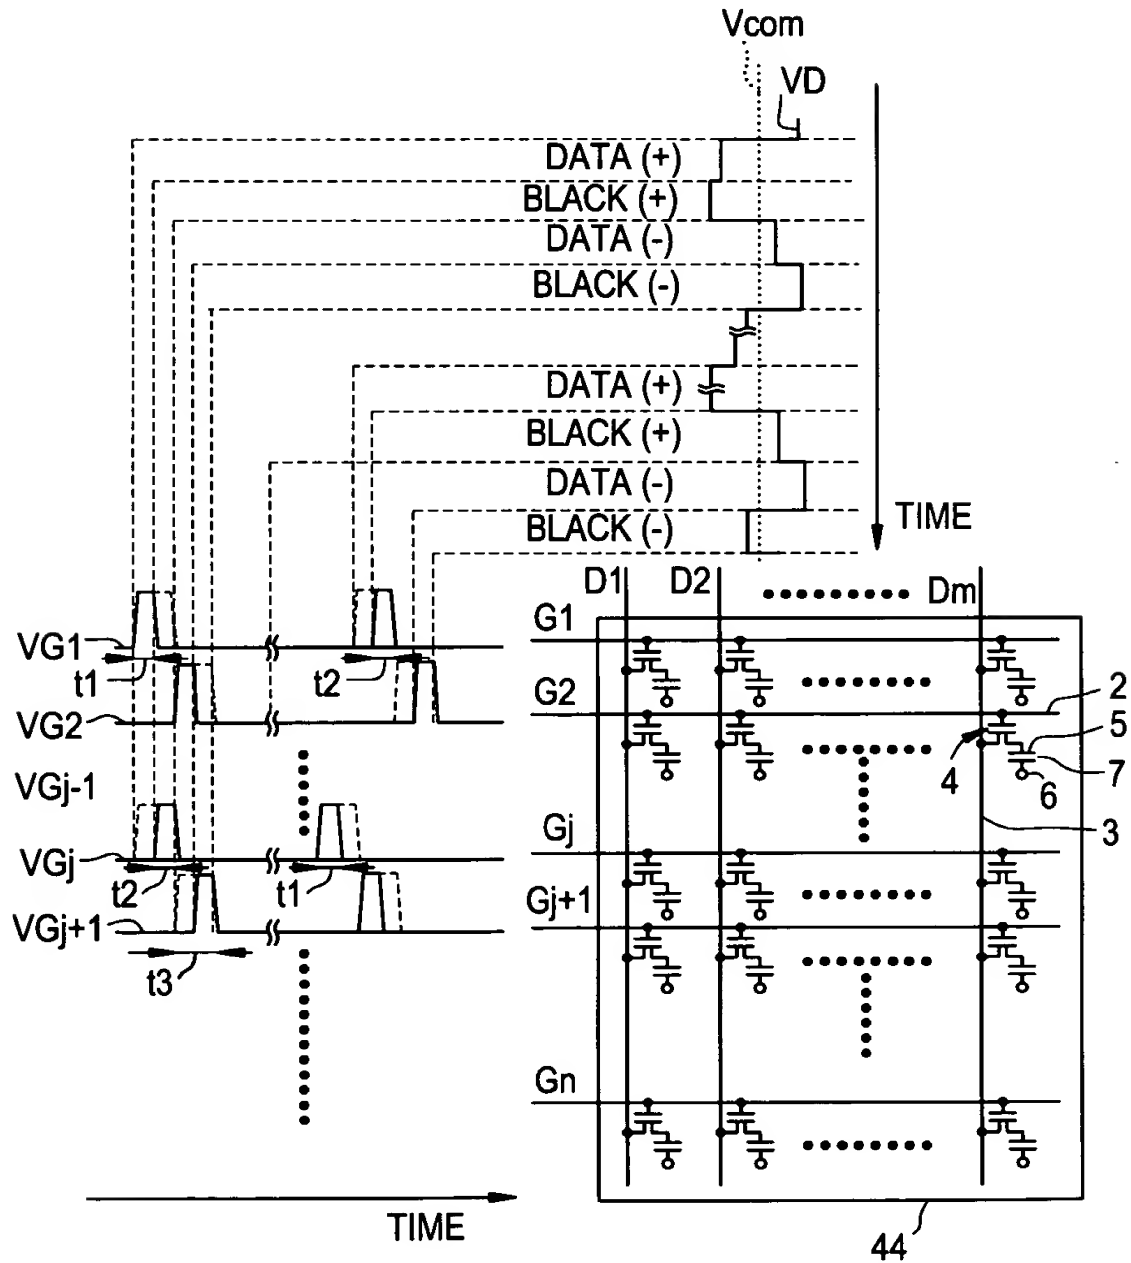 Vcom
VD
DATA (+)
BLACK (+)
DATA (-)
BLACK (-)
DATA (+)
BLACK (+)
DATA (-)
BLACK (-)
TIME
D1 D2 Dm
VG1
t1 t2
VG2
VGj-1
VGj
t2 t1
VGj+1
t3
TIME
G1
G2
2
5
4 7
6
3
Gj
Gj+1
Gn
44